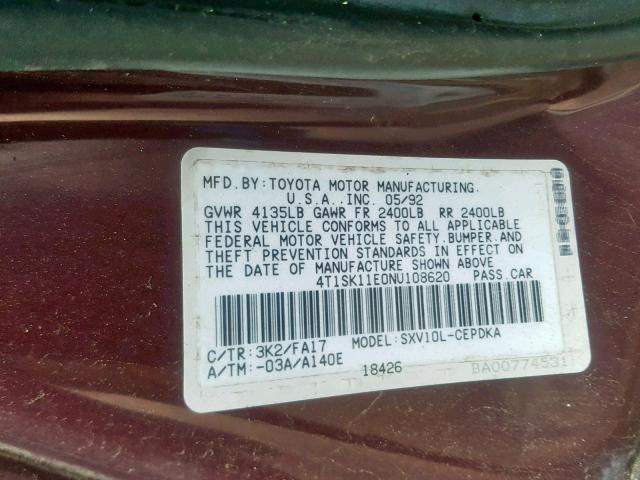 MFD. BY: TOYOTA MOTOR MANUFACTURING.
U.S.A., INC. 05/92
GVWR 4135LB GAWR FR 2400LB RR 2400LB
THIS VEHICLE CONFORMS TO ALL APPLICABLE
FEDERAL MOTOR VEHICLE SAFETY, BUMPER, AND
THEFT PREVENTION STANDARDS IN EFFECT ON
THE DATE OF MANUFACTURE SHOWN ABOVE
4T1SK11E0NU108620 PASS.CAR
C/TR: 3K2/FA17 MODEL: SXV10L-CEPDKA
A/TM: -03A/A140E 18426 BA00774531